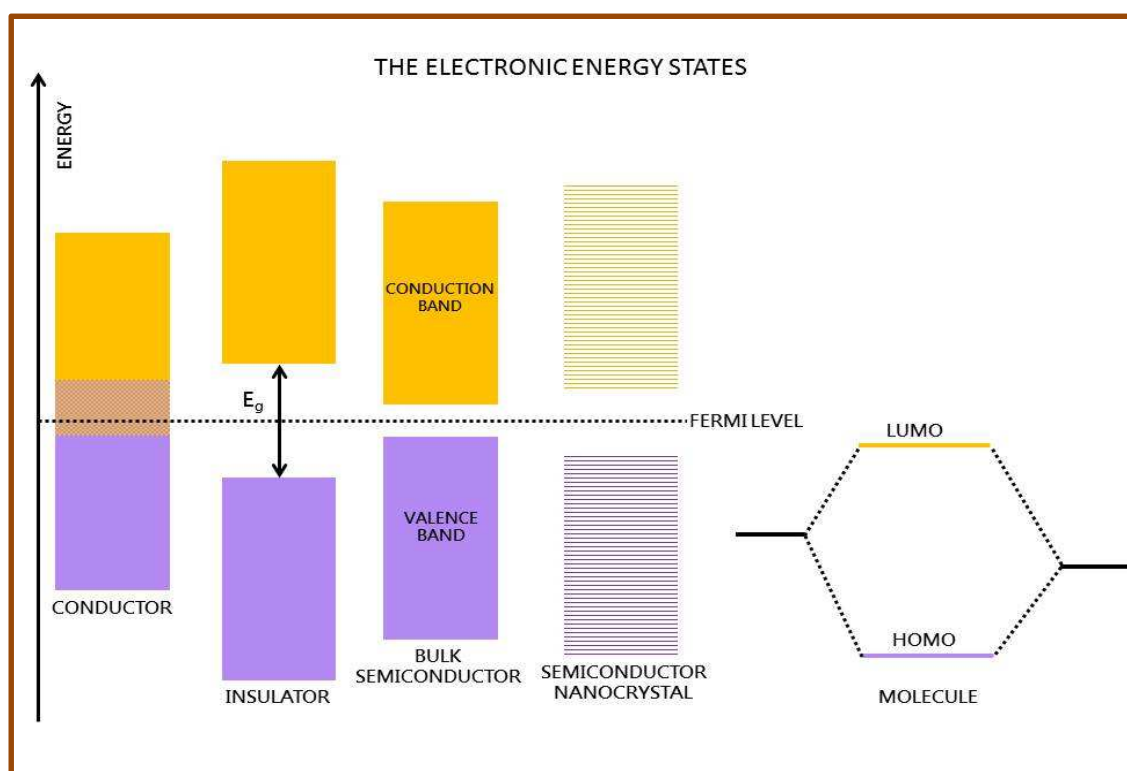 THE ELECTRONIC ENERGY STATES
ENERGY
CONDUCTION
BAND
E_g
FERMI LEVEL
LUMO
VALENCE
BAND
CONDUCTOR
HOMO
BULK
SEMICONDUCTOR
SEMICONDUCTOR
NANOCRYSTAL
INSULATOR
MOLECULE